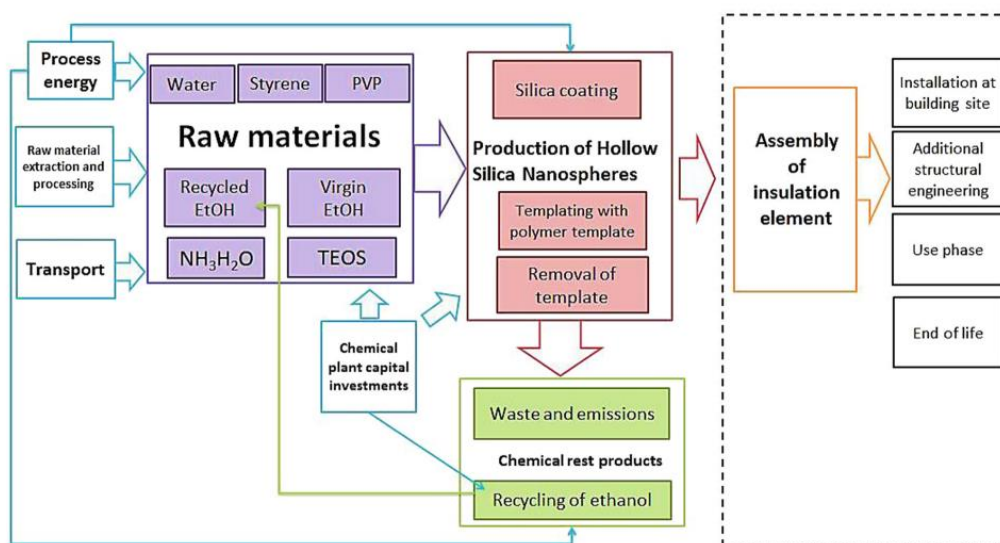 Process
energy
Raw material
extraction and
processing
Transport
Water
Styrene
PVP
Raw materials
Recycled
EtOH
Virgin
EtOH
NH₃H₂O
TEOS
Chemical
plant capital
investments
Silica coating
Production of Hollow
Silica Nanospheres
Templating with
polymer template
Removal of
template
Waste and emissions
Chemical rest products
Recycling of ethanol
Assembly
of
insulation
element
Installation at
building site
Additional
structural
engineering
Use phase
End of life